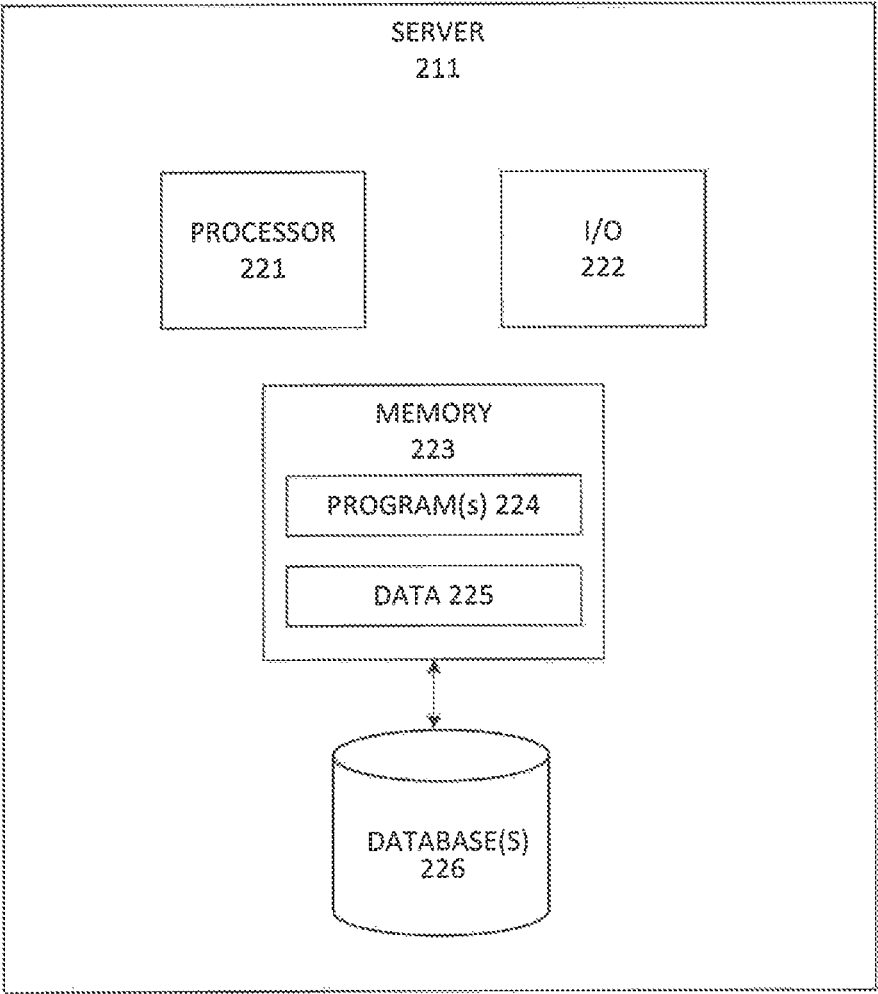 SERVER
211
PROCESSOR
221
I/O
222
MEMORY
223
PROGRAM(s) 224
DATA 225
DATABASE(S)
226